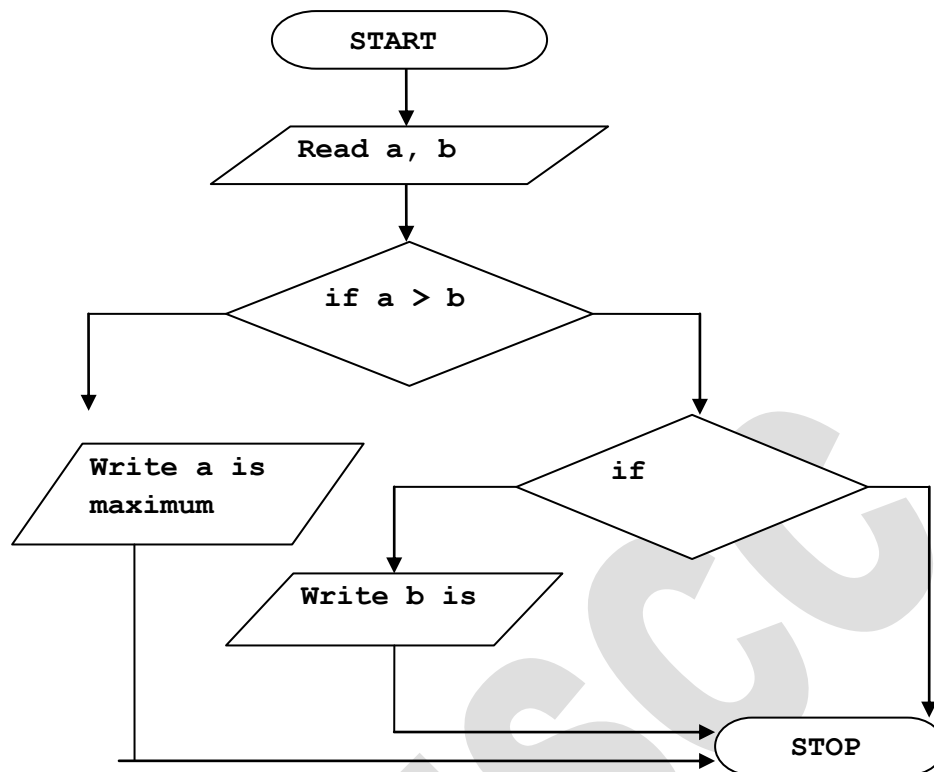 START
Read a, b
if a > b
Write a is
maximum
if
Write b is
STOP